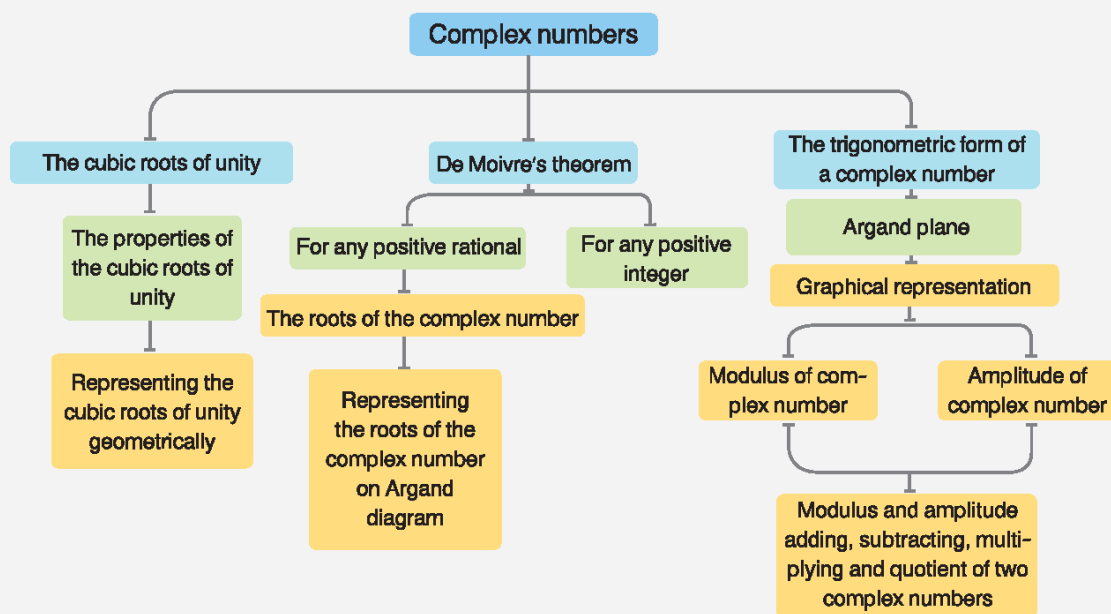 Complex numbers
The cubic roots of unity
The properties of
the cubic roots of
unity
Representing the
cubic roots of unity
geometrically
De Moivre's theorem
For any positive rational
For any positive
integer
The roots of the complex number
Representing
the roots of the
complex number
on Argand
diagram
The trigonometric form of
a complex number
Argand plane
Graphical representation
Modulus of com-
plex number
Amplitude of
complex number
Modulus and amplitude
adding, subtracting, multi-
plying and quotient of two
complex numbers